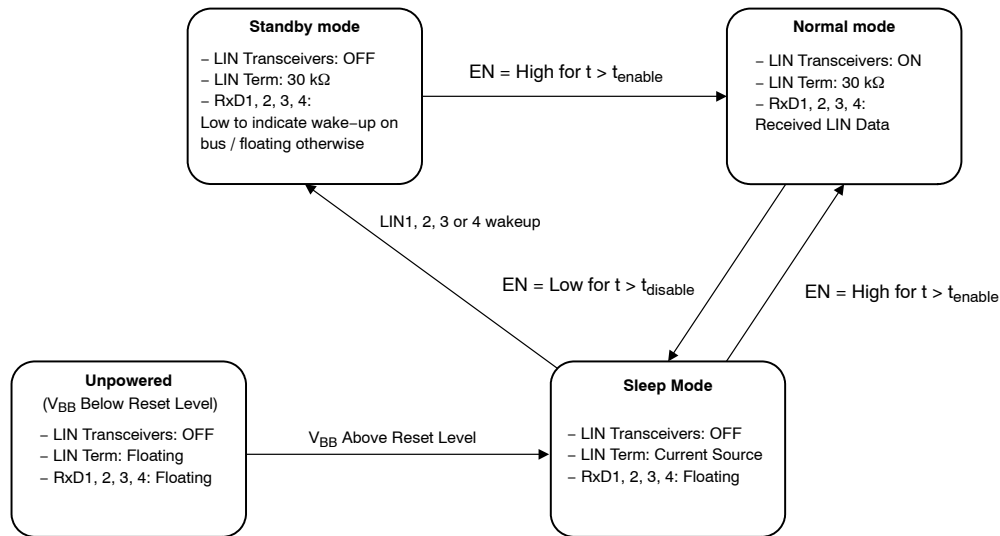 Standby mode
– LIN Transceivers: OFF
– LIN Term: 30 kΩ
– RxD1, 2, 3, 4:
Low to indicate wake–up on
bus / floating otherwise
EN = High for t > tenable
Normal mode
– LIN Transceivers: ON
– LIN Term: 30 kΩ
– RxD1, 2, 3, 4:
Received LIN Data
LIN1, 2, 3 or 4 wakeup
EN = Low for t > tdisable
EN = High for t > tenable
Unpowered
(VBB Below Reset Level)
– LIN Transceivers: OFF
– LIN Term: Floating
– RxD1, 2, 3, 4: Floating
VBB Above Reset Level
Sleep Mode
– LIN Transceivers: OFF
– LIN Term: Current Source
– RxD1, 2, 3, 4: Floating